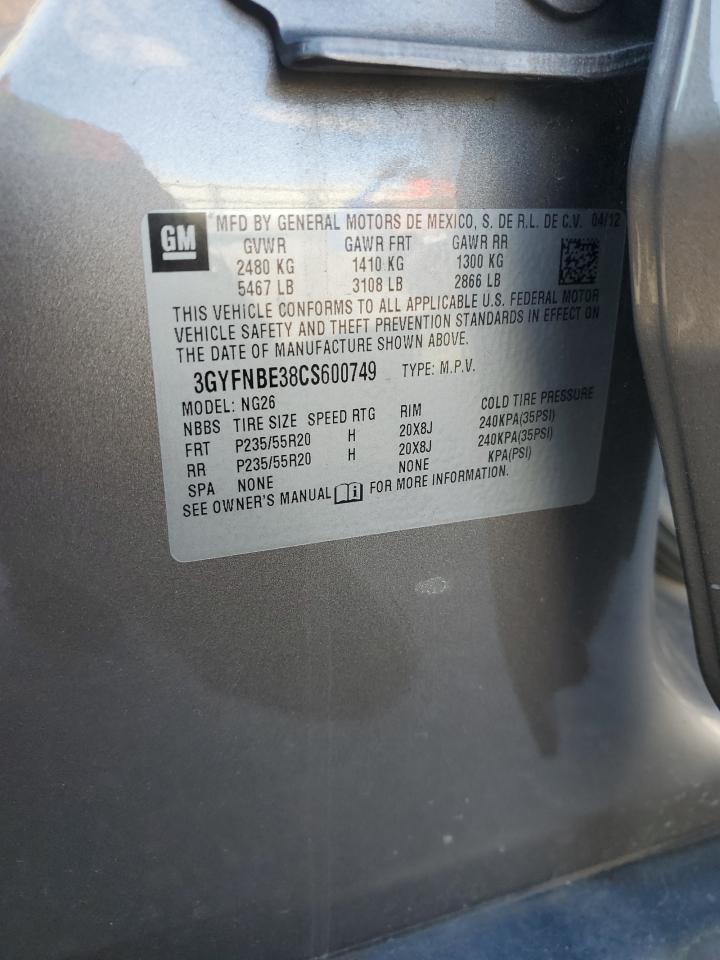 GM
MFD BY GENERAL MOTORS DE MEXICO, S. DE R.L. DE C.V. 04/12
GVWR GAWR FRT GAWR RR
2480 KG 1410 KG 1300 KG
5467 LB 3108 LB 2866 LB
THIS VEHICLE CONFORMS TO ALL APPLICABLE U.S. FEDERAL MOTOR
VEHICLE SAFETY AND THEFT PREVENTION STANDARDS IN EFFECT ON
THE DATE OF MANUFACTURE SHOWN ABOVE.
3GYFNBE38CS600749 TYPE: M.P.V.
MODEL: NG26
NBBS TIRE SIZE SPEED RTG RIM COLD TIRE PRESSURE
FRT P235/55R20 H 20X8J 240KPA(35PSI)
RR P235/55R20 H 20X8J 240KPA(35PSI)
SPA NONE NONE KPA(PSI)
SEE OWNER'S MANUAL FOR MORE INFORMATION.